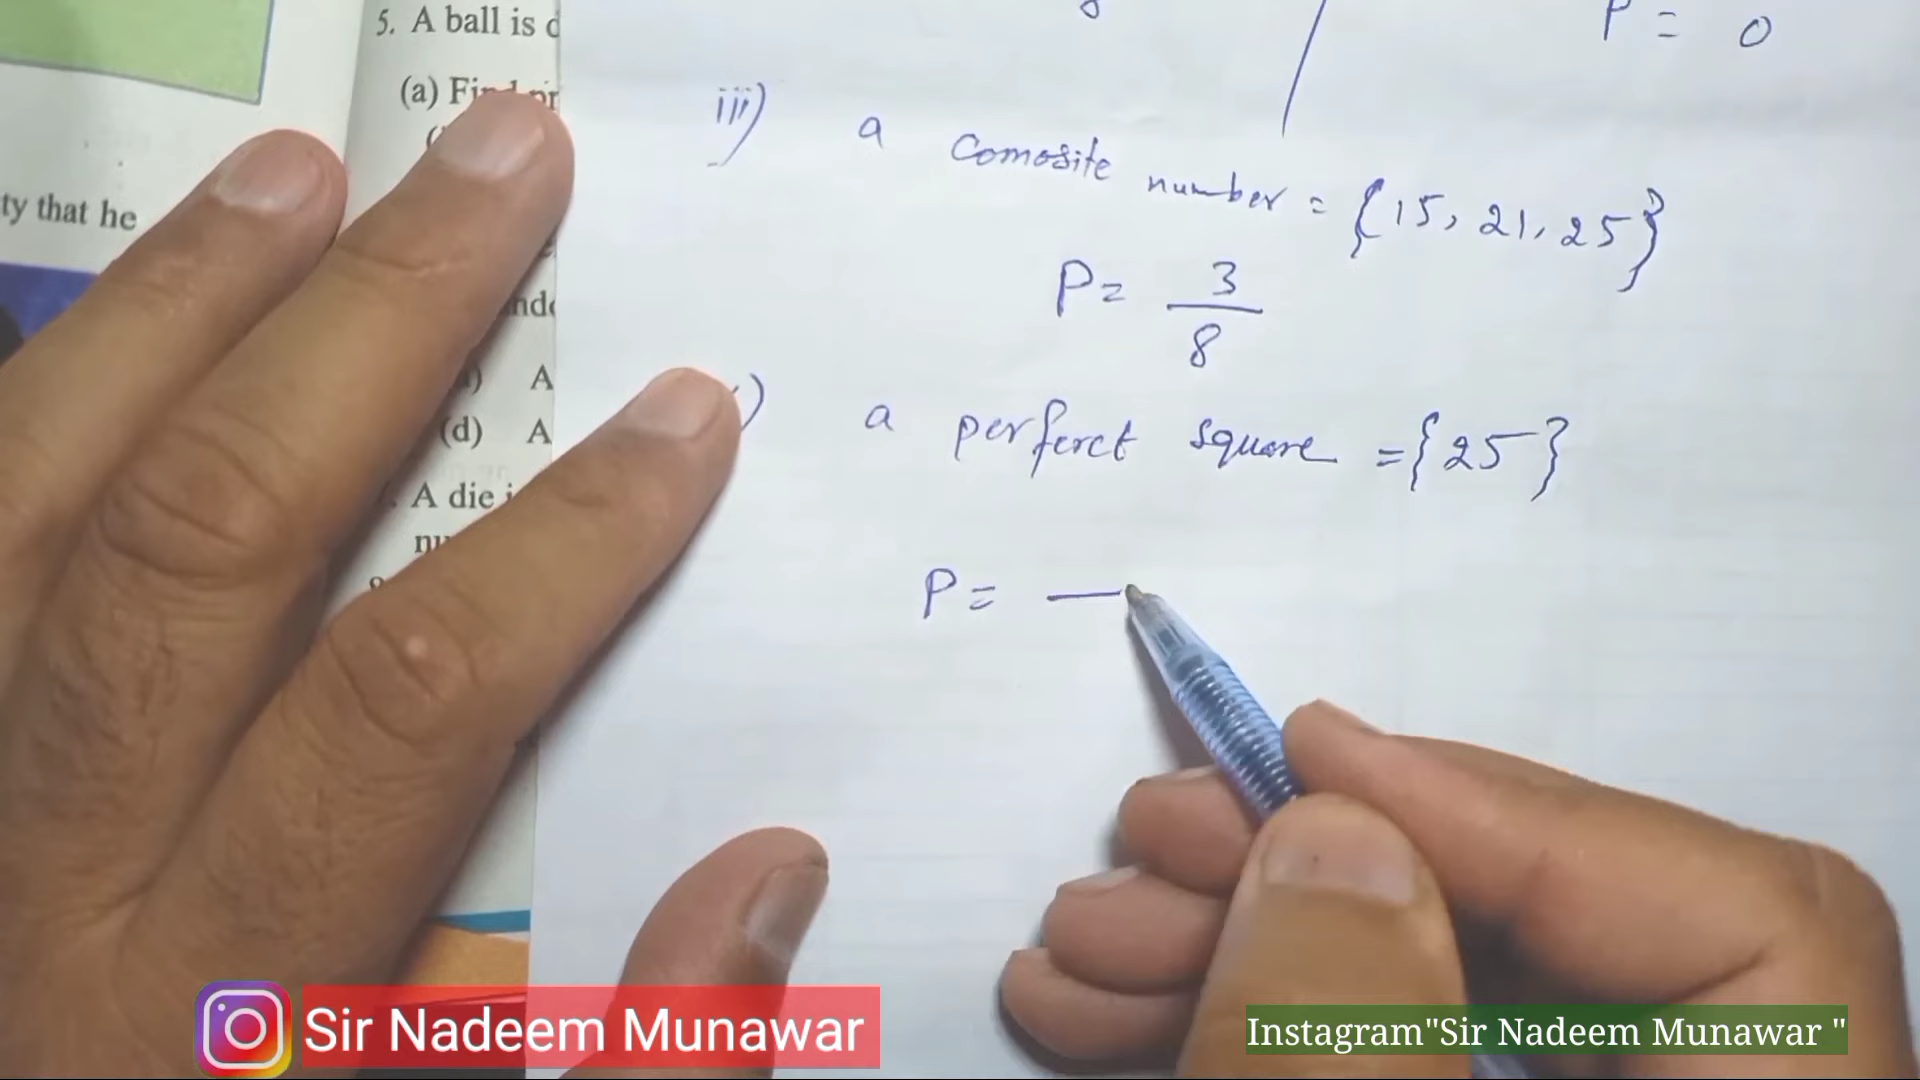 5. A ball is
(a)
ty that he
A
(d) A
A die
8
P = 0
iii) a comosite number = {15, 21, 25}
P = 3/8
) a perferct square = {25}
P = —
Sir Nadeem Munawar
Instagram"Sir Nadeem Munawar "